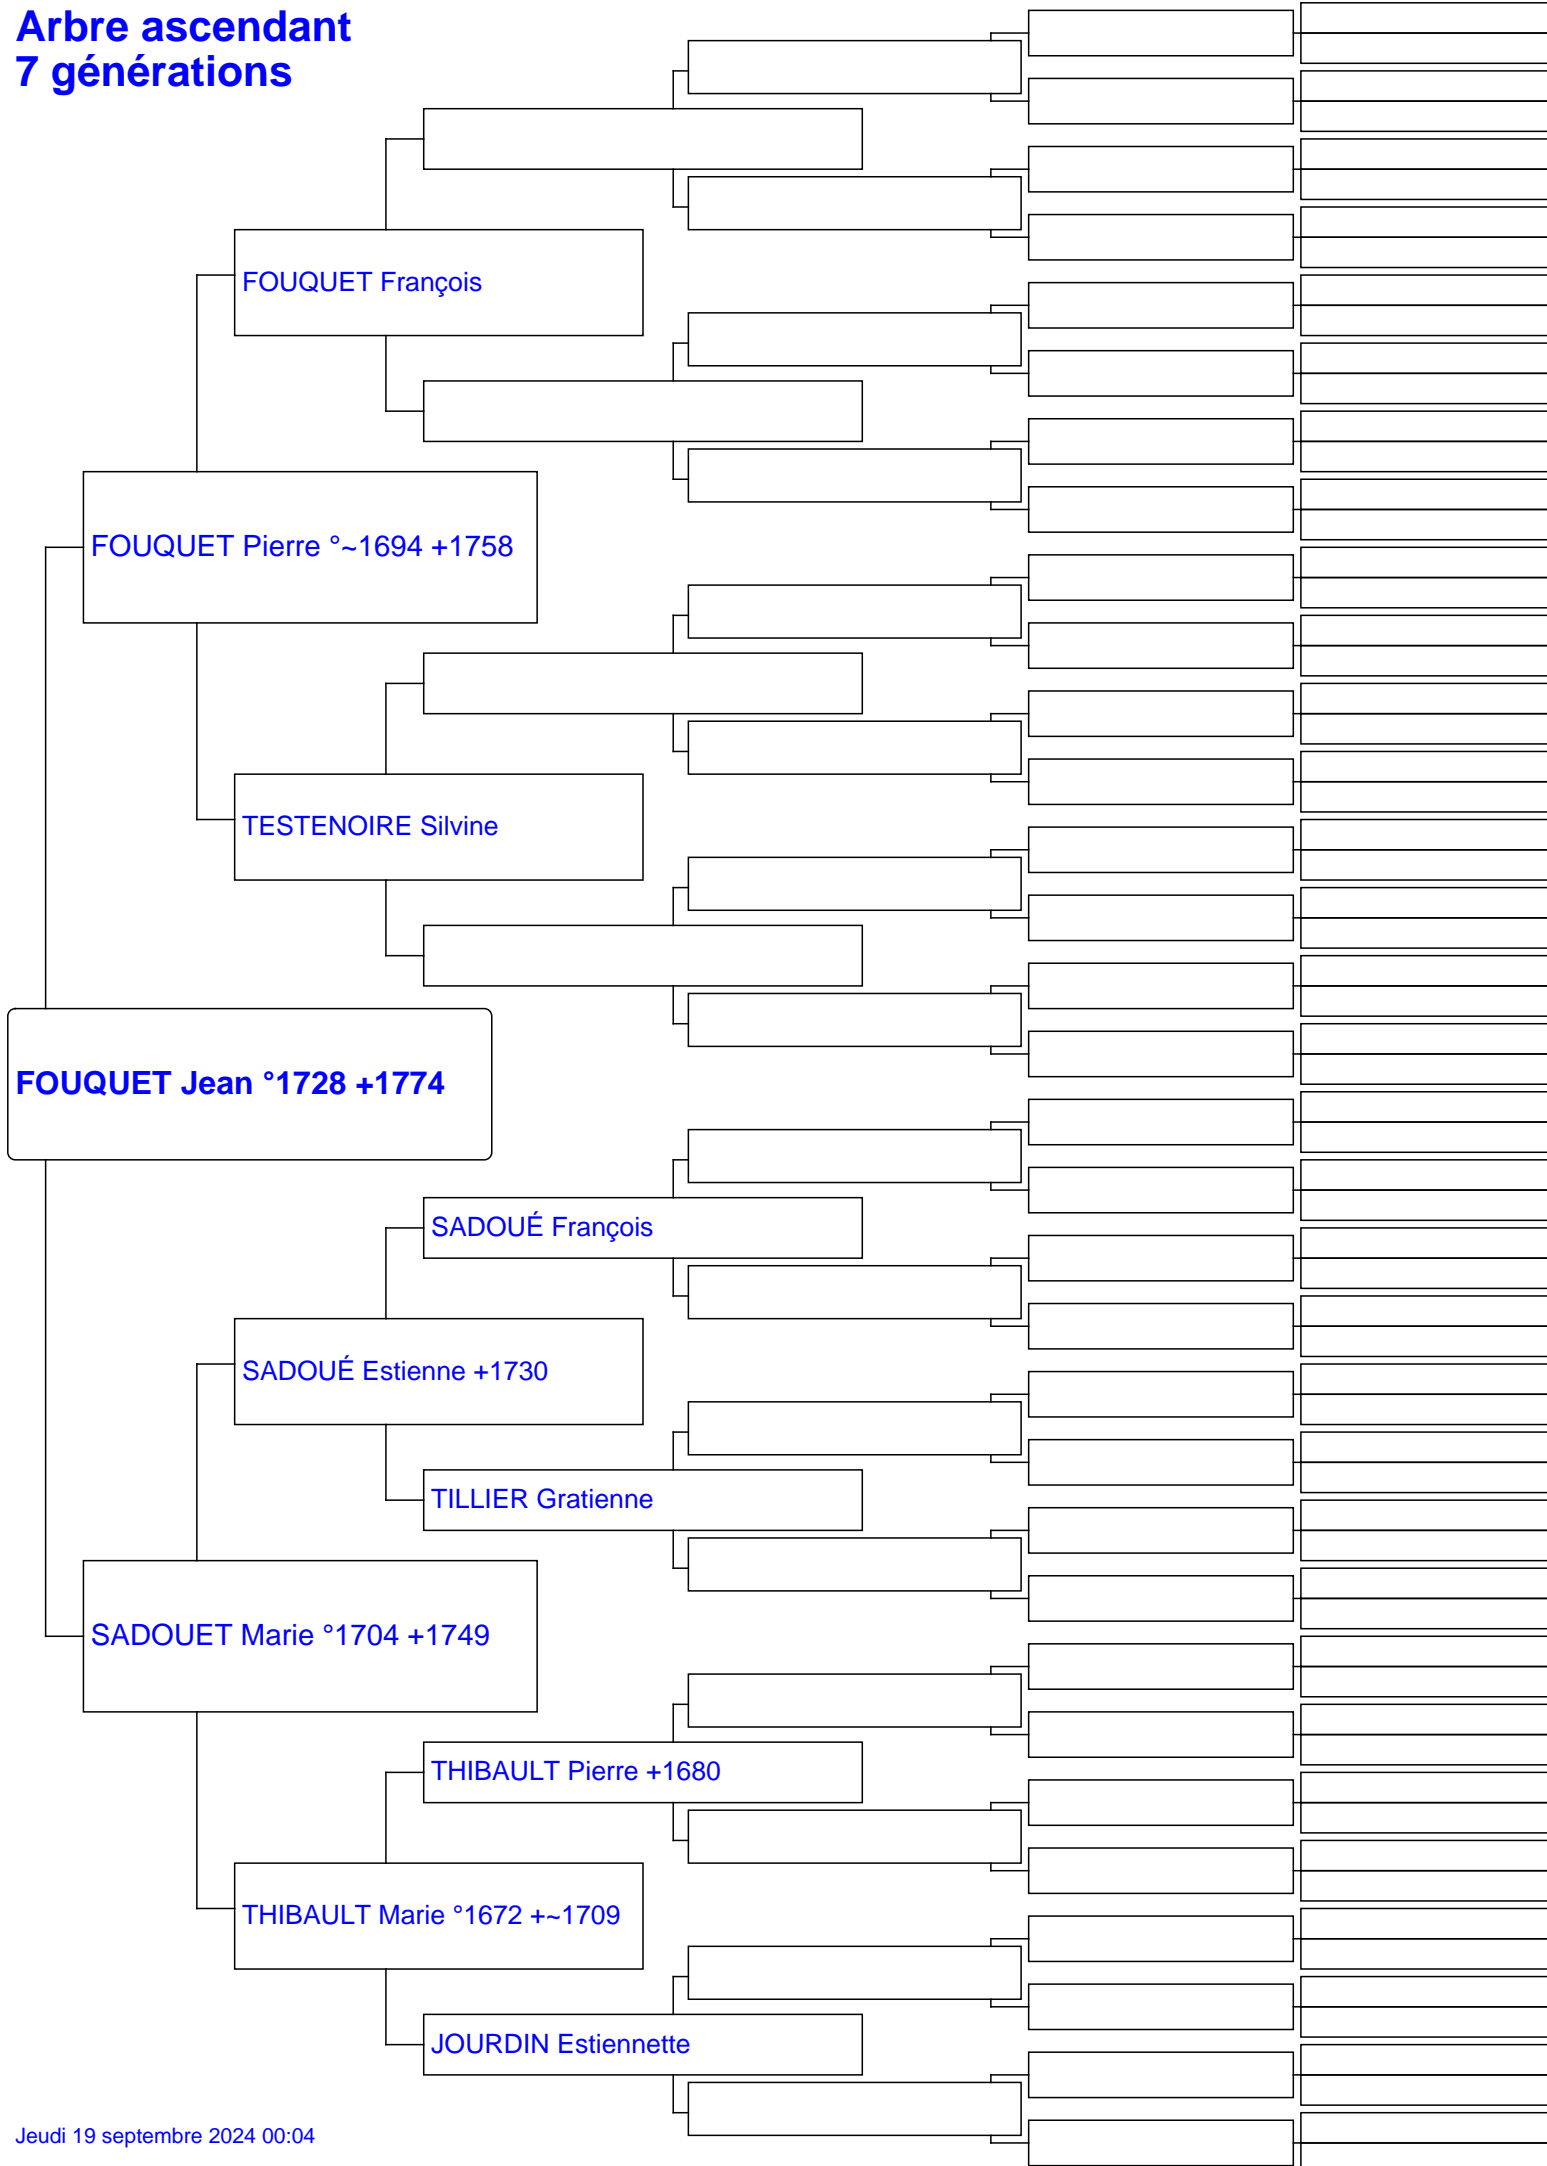 Arbre ascendant
7 générations
FOUQUET François
FOUQUET Pierre °~1694 +1758
TESTENOIRE Silvine
FOUQUET Jean °1728 +1774
SADOUÉ François
SADOUÉ Estienne +1730
TILLIER Gratienne
SADOUET Marie °1704 +1749
THIBAULT Pierre +1680
THIBAULT Marie °1672 +~1709
JOURDIN Estiennette
Jeudi 19 septembre 2024 00:04